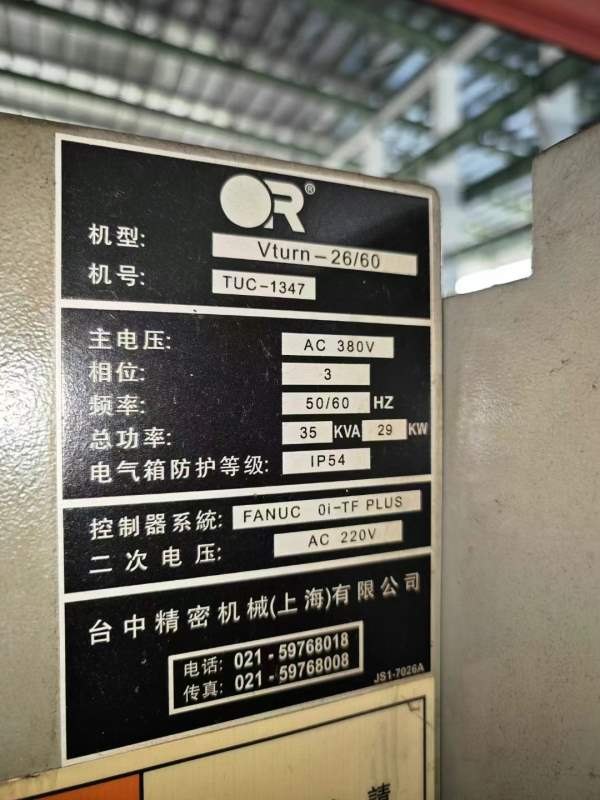 OR®
机型: Vturn-26/60
机号: TUC-1347
主电压: AC 380V
相位: 3
频率: 50/60 HZ
总功率: 35 KVA 29 KW
电气箱防护等级: IP54
控制器系統: FANUC 0i-TF PLUS
二次电压: AC 220V
台中精密机械(上海)有限公司
电话: 021-59768018
传真: 021-59768008
JS1-7026A
請